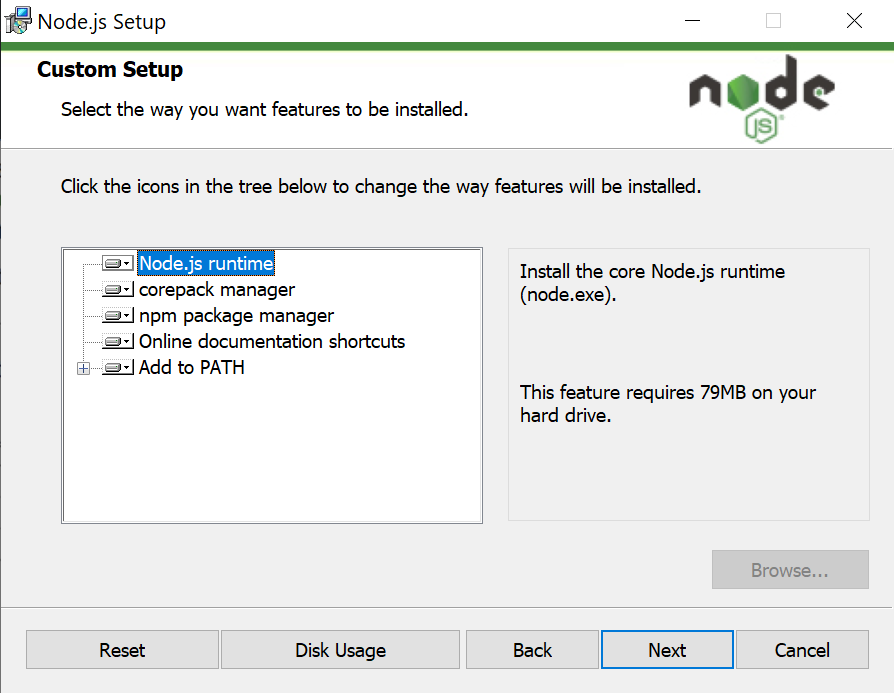 Node.js Setup
Custom Setup
Select the way you want features to be installed.
node
JS
Click the icons in the tree below to change the way features will be installed.
Node.js runtime
corepack manager
npm package manager
Online documentation shortcuts
Add to PATH
Install the core Node.js runtime
(node.exe).
This feature requires 79MB on your
hard drive.
Browse...
Reset
Disk Usage
Back
Next
Cancel